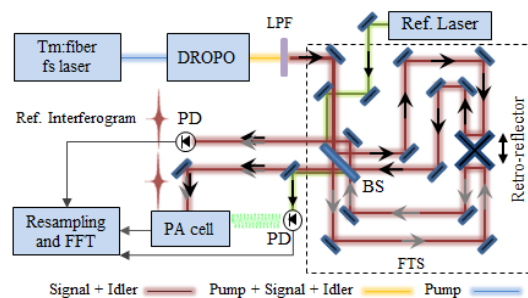 LPF
Ref. Laser
Tm:fiber
fs laser
DROPO
Ref. Interferogram
PD
Retro-reflector
BS
Resampling
and FFT
PA cell
PD
FTS
Signal + Idler
Pump + Signal + Idler
Pump